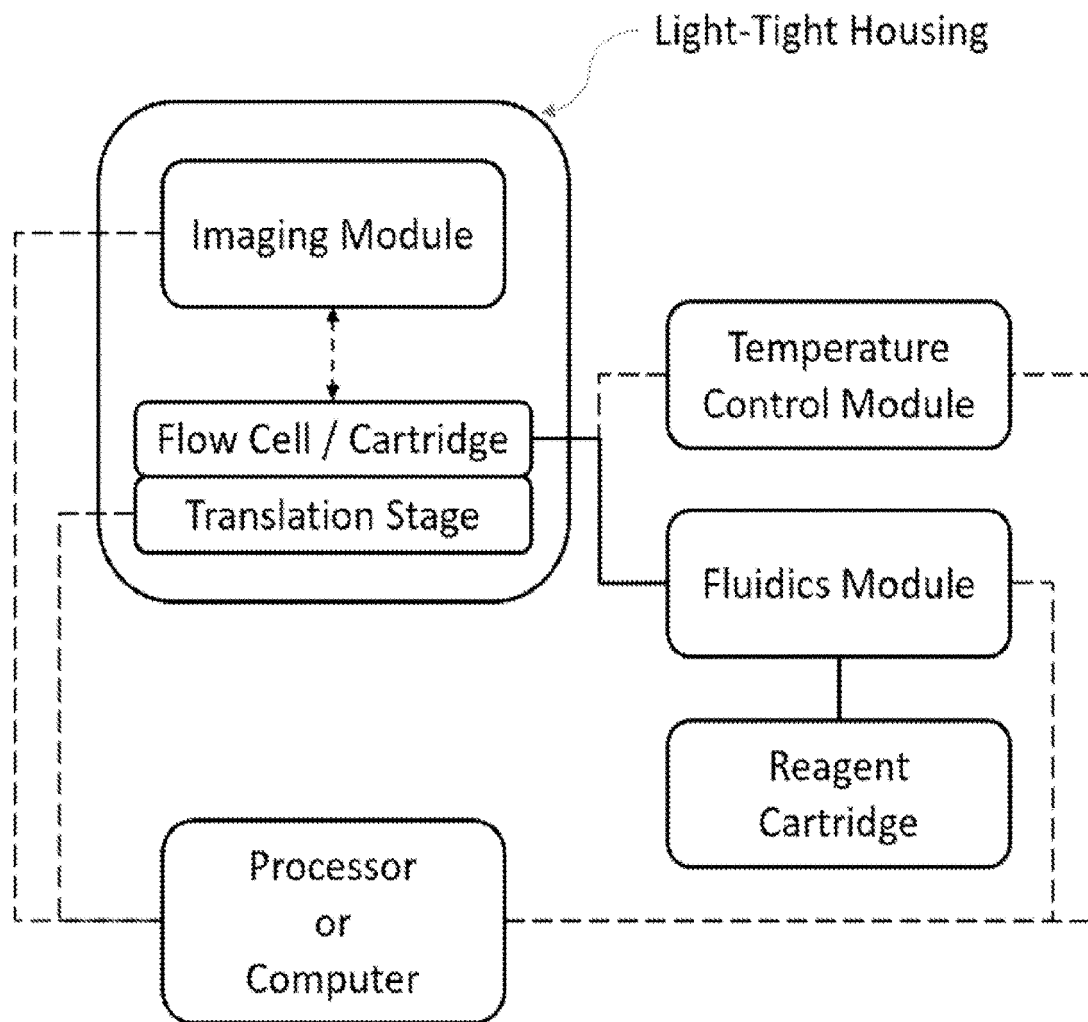 Light-Tight Housing
Imaging Module
Flow Cell / Cartridge
Translation Stage
Temperature
Control Module
Fluidics Module
Reagent
Cartridge
Processor
or
Computer